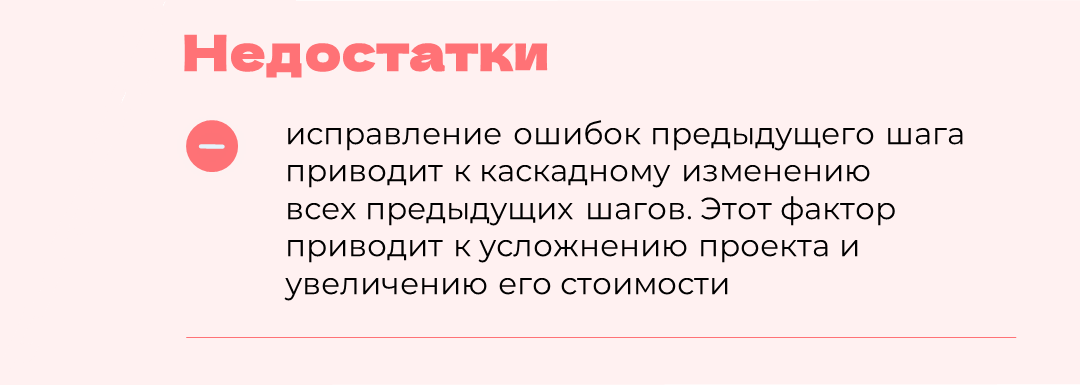 Недостатки
исправление ошибок предыдущего шага
приводит к каскадному изменению
всех предыдущих шагов. Этот фактор
приводит к усложнению проекта и
увеличению его стоимости